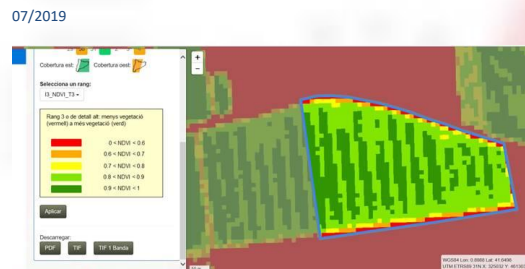 07/2019
Cobertura est: Cobertura oest:
Selecciona un rang:
I3_NDVI_T3
Rang 3 o de detall alt: menys vegetació
(vermell) a més vegetació (verd)
0 < NDVI < 0.6
0.6 < NDVI < 0.7
0.7 < NDVI < 0.8
0.8 < NDVI < 0.9
0.9 < NDVI < 1
Aplicar
Descarregar:
PDF TIF TIF 1 Banda
+
−